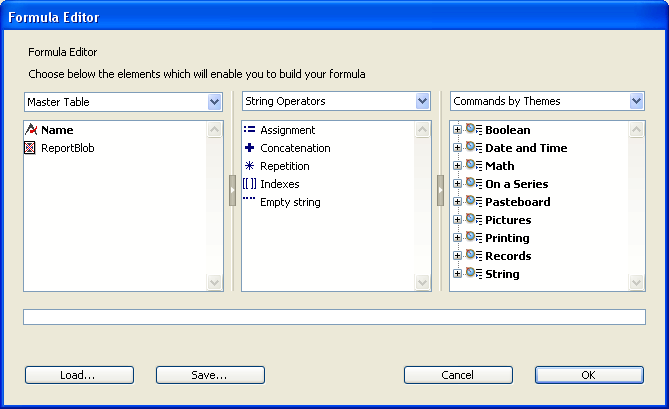 Formula Editor
Formula Editor
Choose below the elements which will enable you to build your formula
Master Table
String Operators
Commands by Themes
Name
ReportBlob
:= Assignment
+ Concatenation
* Repetition
[[ ]] Indexes
"" Empty string
Boolean
Date and Time
Math
On a Series
Pasteboard
Pictures
Printing
Records
String
Load...
Save...
Cancel
OK